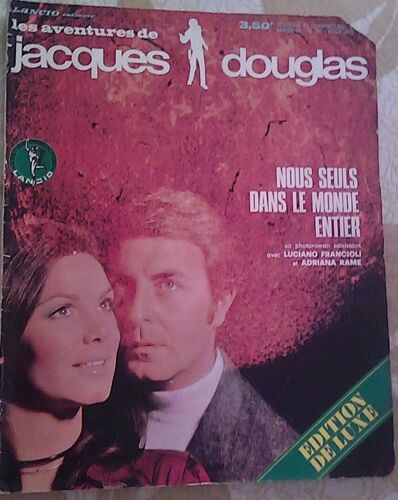 LANCIO présente
les aventures de
jacques douglas
3,50F
LANCIO
NOUS SEULS
DANS LE MONDE
ENTIER
un photoroman saisissant
avec LUCIANO FRANCIOLI
et ADRIANA RAME
EDITION
DE LUXE